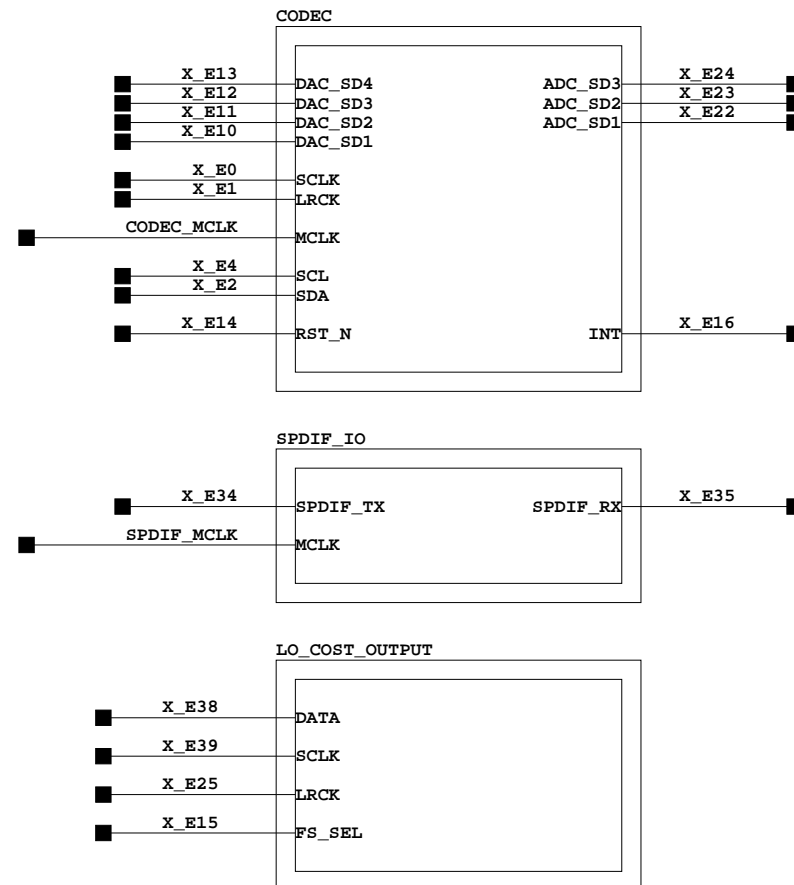 CODEC
X_E13 DAC_SD4 ADC_SD3 X_E24
X_E12 DAC_SD3 ADC_SD2 X_E23
X_E11 DAC_SD2 ADC_SD1 X_E22
X_E10 DAC_SD1
X_E0 SCLK
X_E1 LRCK
CODEC_MCLK MCLK
X_E4 SCL
X_E2 SDA
X_E14 RST_N INT X_E16
SPDIF_IO
X_E34 SPDIF_TX SPDIF_RX X_E35
SPDIF_MCLK MCLK
LO_COST_OUTPUT
X_E38 DATA
X_E39 SCLK
X_E25 LRCK
X_E15 FS_SEL